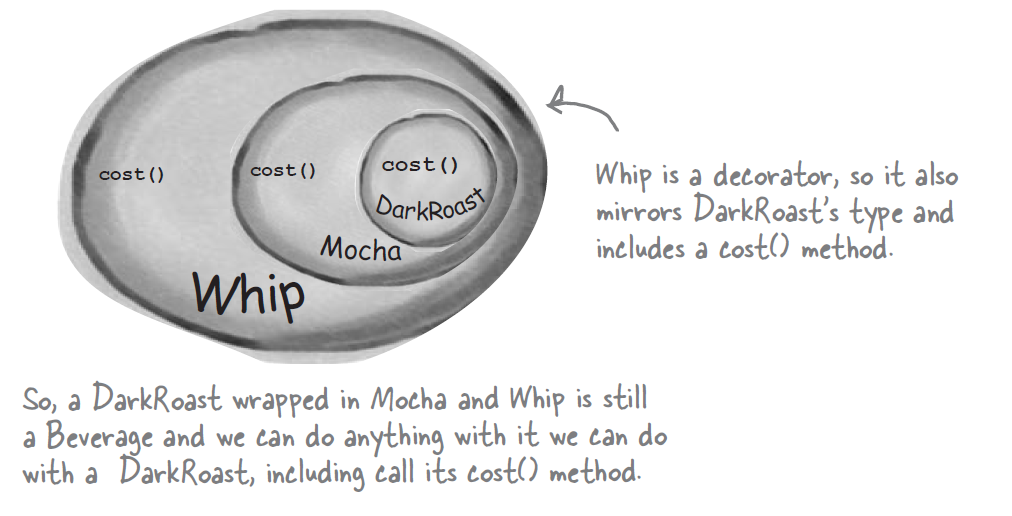 cost()
cost()
cost()
DarkRoast
Mocha
Whip
Whip is a decorator, so it also
mirrors DarkRoast's type and
includes a cost() method.
So, a DarkRoast wrapped in Mocha and Whip is still
a Beverage and we can do anything with it we can do
with a DarkRoast, including call its cost() method.